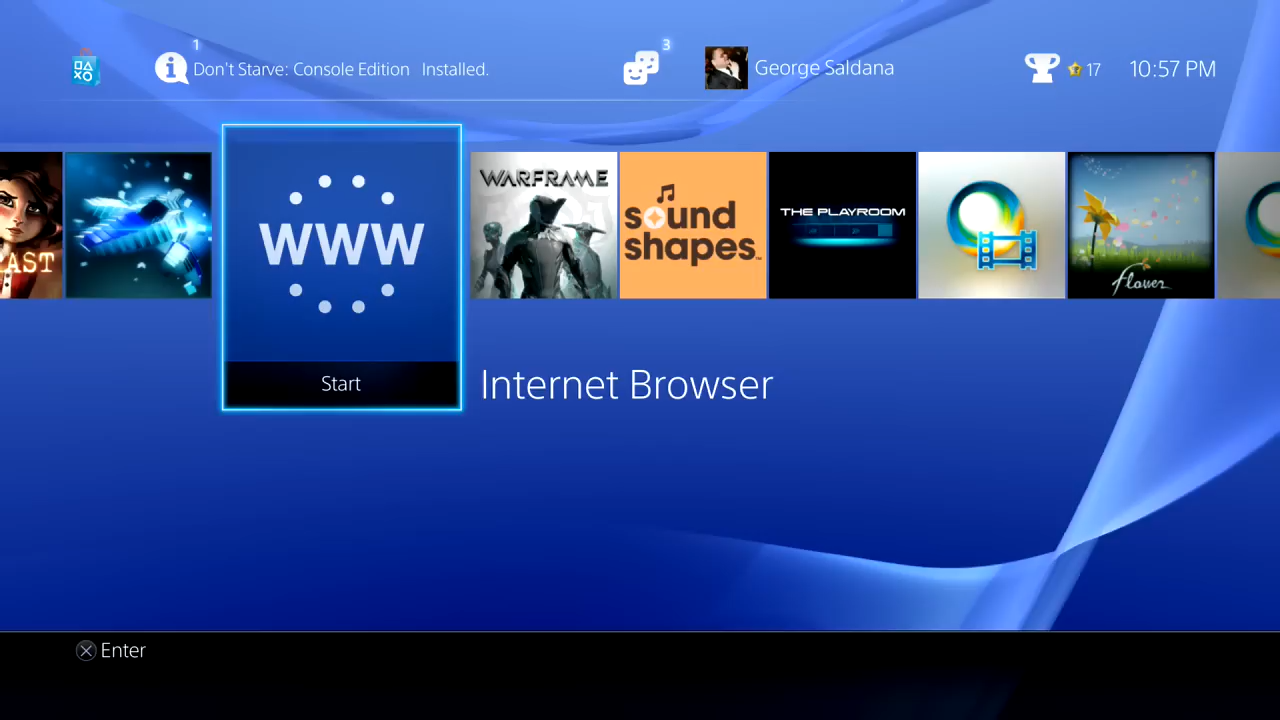 1
Don't Starve: Console Edition Installed.
3
George Saldana
17
10:57 PM
AST
WWW
WARFRAME
sound
shapes
THE PLAYROOM
flower
Start
Internet Browser
Enter